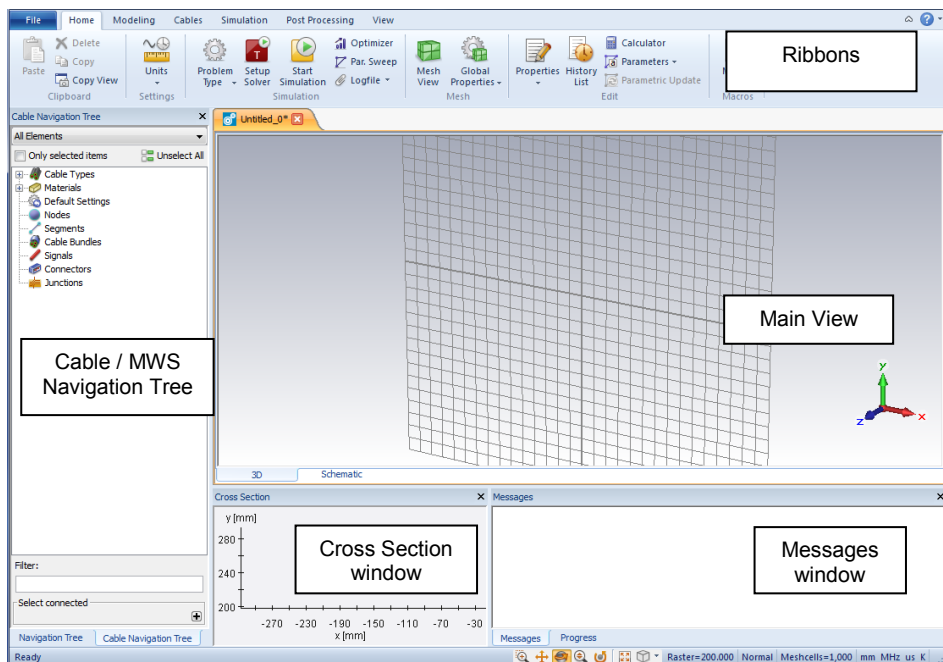 File Home Modeling Cables Simulation Post Processing View
Paste Delete Copy Copy View
Clipboard
Units
Settings
Problem Type Setup Solver Start Simulation Optimizer Par. Sweep Logfile
Simulation
Mesh View Global Properties
Mesh
Properties History List Calculator Parameters Parametric Update
Edit
Macros
Ribbons
Cable Navigation Tree
Untitled_0*
All Elements
Only selected items Unselect All
Cable Types
Materials
Default Settings
Nodes
Segments
Cable Bundles
Signals
Connectors
Junctions
Cable / MWS
Navigation Tree
Main View
y
x
z
3D Schematic
Cross Section
Messages
y [mm]
280
240
200
-270 -230 -190 -150 -110 -70 -30
x [mm]
Cross Section
window
Messages
window
Filter:
Select connected
Navigation Tree Cable Navigation Tree
Messages Progress
Ready
Raster=200.000 Normal Meshcells=1,000 mm MHz us K